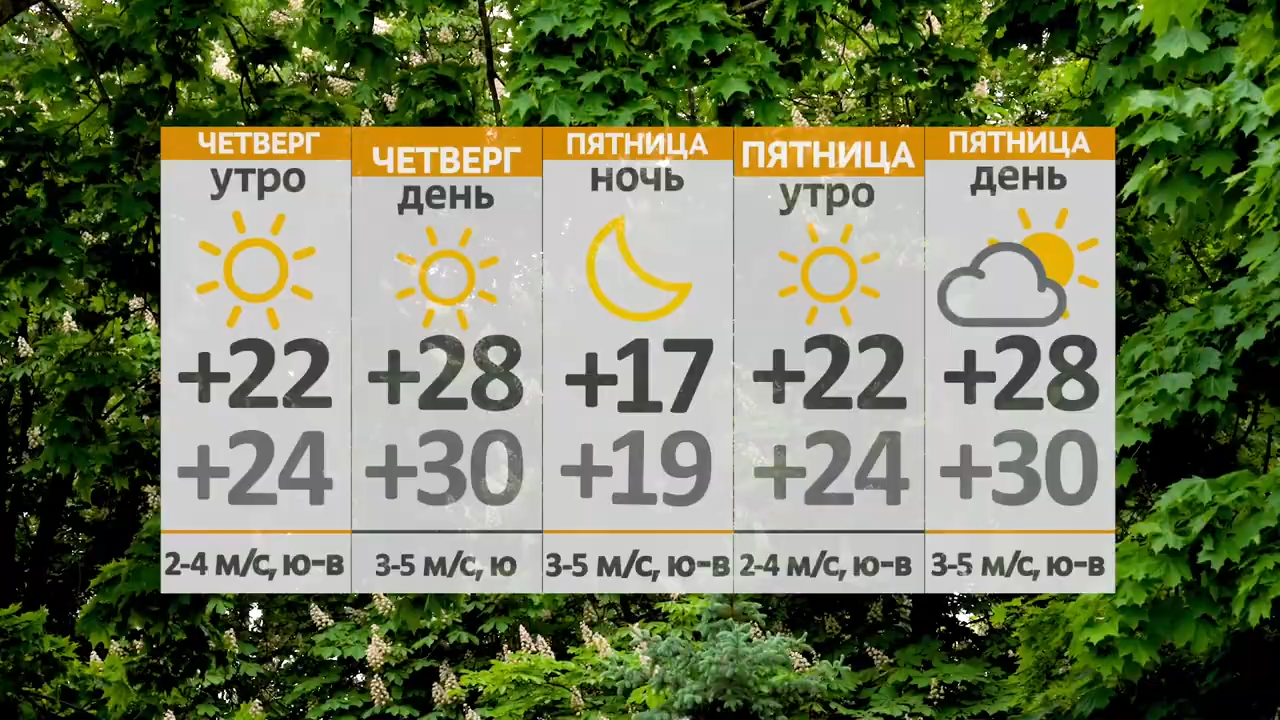 ЧЕТВЕРГ
утро
+22
+24
2-4 м/с, ю-в
ЧЕТВЕРГ
день
+28
+30
3-5 м/с, ю
ПЯТНИЦА
ночь
+17
+19
3-5 м/с, ю-в
ПЯТНИЦА
утро
+22
+24
2-4 м/с, ю-в
ПЯТНИЦА
день
+28
+30
3-5 м/с, ю-в